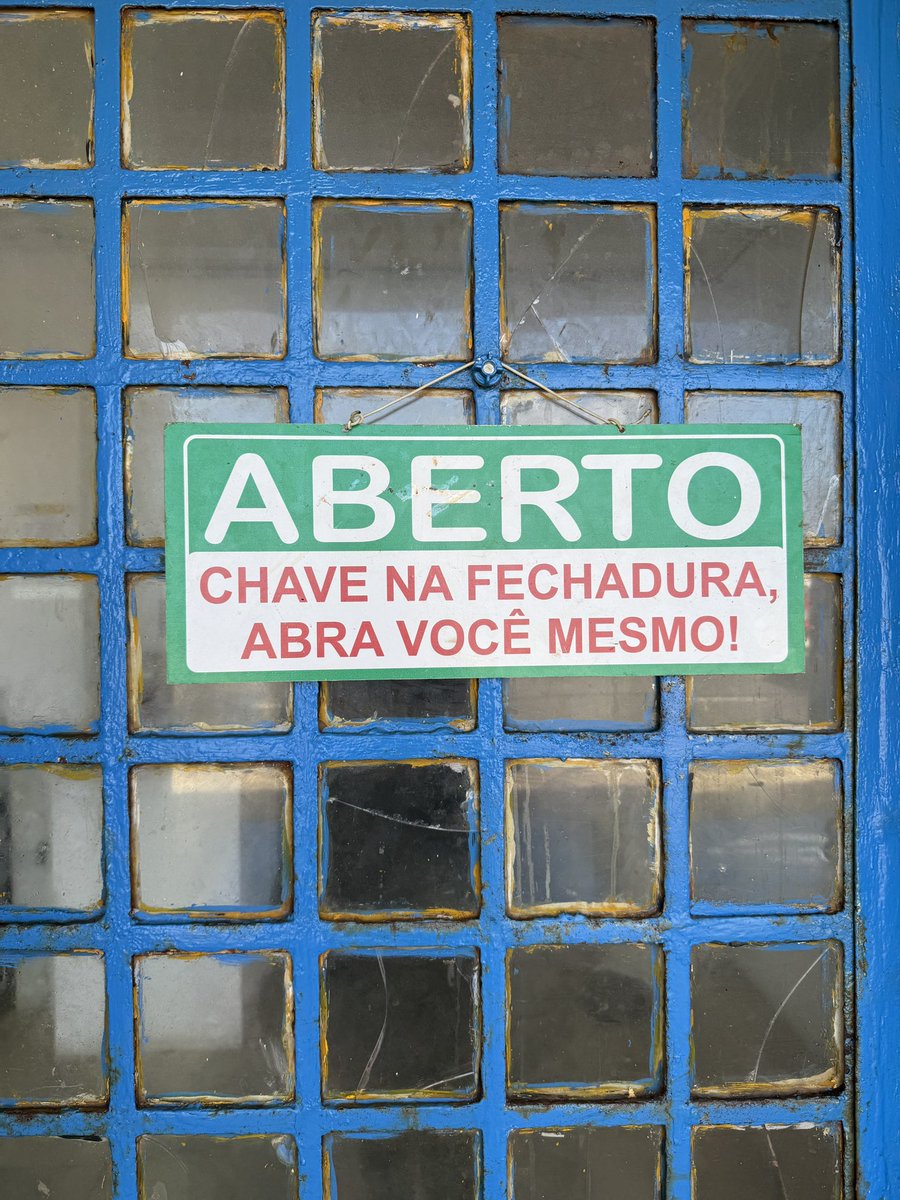 ABERTO
CHAVE NA FECHADURA,
ABRA VOCÊ MESMO!